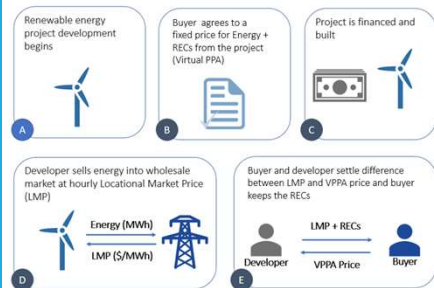 Renewable energy
project development
begins
A
Buyer agrees to a
fixed price for Energy +
RECs from the project
(Virtual PPA)
B
Project is financed and
built
C
Developer sells energy into wholesale
market at hourly Locational Market Price
(LMP)
Energy (MWh)
LMP ($/MWh)
D
Buyer and developer settle difference
between LMP and VPPA price and buyer
keeps the RECs
LMP + RECs
Developer
VPPA Price
Buyer
E